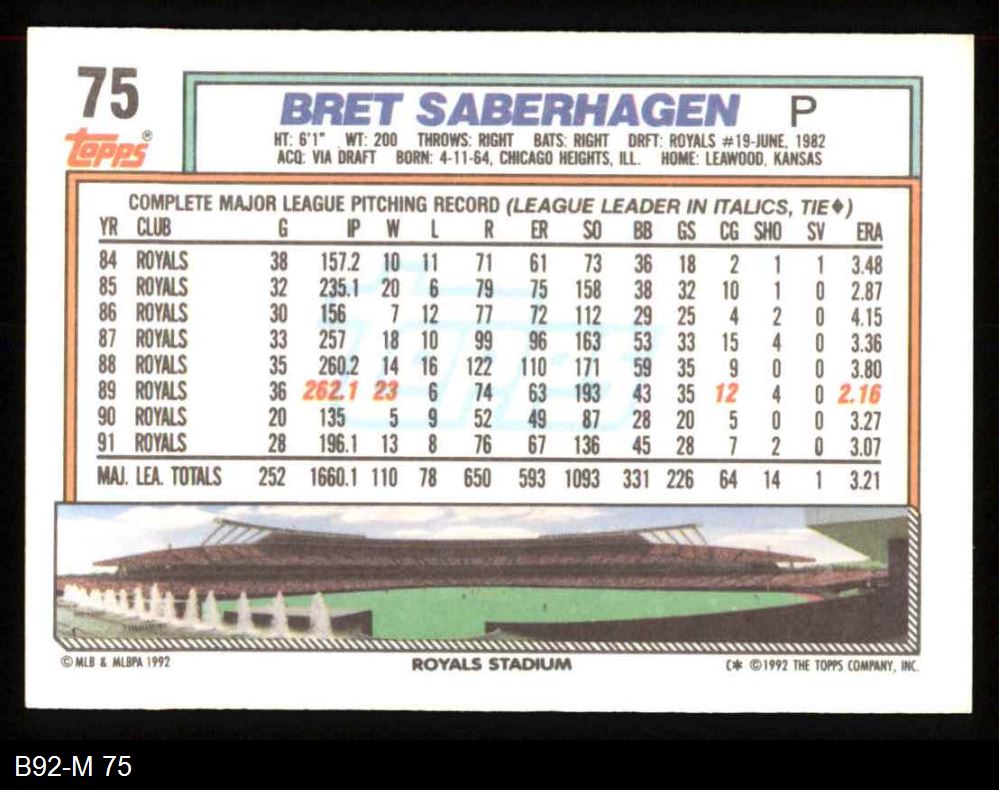 75
Topps®
BRET SABERHAGEN P
HT: 6'1" WT: 200 THROWS: RIGHT BATS: RIGHT DRFT: ROYALS #19-JUNE, 1982
ACQ: VIA DRAFT BORN: 4-11-64, CHICAGO HEIGHTS, ILL. HOME: LEAWOOD, KANSAS
COMPLETE MAJOR LEAGUE PITCHING RECORD (LEAGUE LEADER IN ITALICS, TIE♦)
YR CLUB G IP W L R ER SO BB GS CG SHO SV ERA
84 ROYALS 38 157.2 10 11 71 61 73 36 18 2 1 1 3.48
85 ROYALS 32 235.1 20 6 79 75 158 38 32 10 1 0 2.87
86 ROYALS 30 156 7 12 77 72 112 29 25 4 2 0 4.15
87 ROYALS 33 257 18 10 99 96 163 53 33 15 4 0 3.36
88 ROYALS 35 260.2 14 16 122 110 171 59 35 9 0 0 3.80
89 ROYALS 36 262.1 23 6 74 63 193 43 35 12 4 0 2.16
90 ROYALS 20 135 5 9 52 49 87 28 20 5 0 0 3.27
91 ROYALS 28 196.1 13 8 76 67 136 45 28 7 2 0 3.07
MAJ. LEA. TOTALS 252 1660.1 110 78 650 593 1093 331 226 64 14 1 3.21
© MLB & MLBPA 1992 ROYALS STADIUM C* © 1992 THE TOPPS COMPANY, INC.
B92-M 75